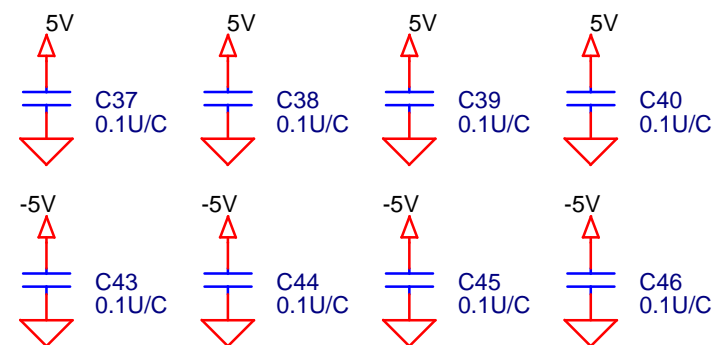 5V 5V 5V 5V
C37 C38 C39 C40
0.1U/C 0.1U/C 0.1U/C 0.1U/C
-5V -5V -5V -5V
C43 C44 C45 C46
0.1U/C 0.1U/C 0.1U/C 0.1U/C